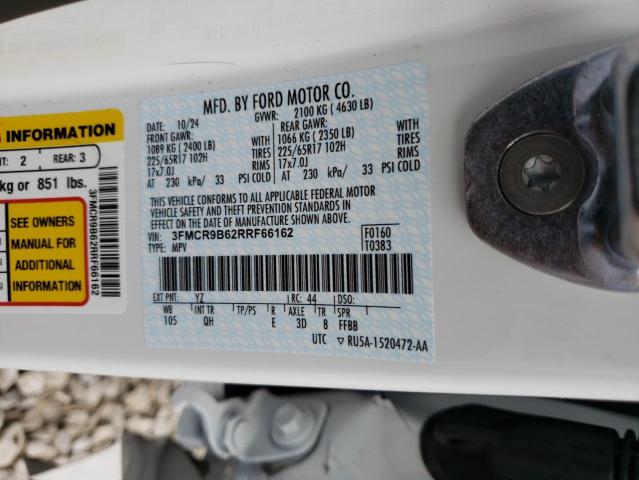 MFD. BY FORD MOTOR CO.
DATE: 10/24 GVWR: 2100 KG ( 4630 LB)
FRONT GAWR: REAR GAWR:
1089 KG ( 2400 LB) 1066 KG ( 2350 LB)
225/65R17 102H TIRES 225/65R17 102H TIRES
17x7.0J RIMS 17x7.0J RIMS
AT 230 kPa/ 33 PSI COLD AT 230 kPa/ 33 PSI COLD
THIS VEHICLE CONFORMS TO ALL APPLICABLE FEDERAL MOTOR
VEHICLE SAFETY AND THEFT PREVENTION STANDARDS IN
EFFECT ON THE DATE OF MANUFACTURE SHOWN ABOVE.
VIN: 3FMCR9B62RRF66162 F0160
TYPE: MPV T0383
EXT PNT: YZ RC: 44 DSO:
WB INT TR TP/PS R AXLE TR SPR
105 QH E 3D 8 FFBB
UTC ▽ RU5A-1520472-AA
INFORMATION
2 REAR: 3
kg or 851 lbs.
SEE OWNERS
MANUAL FOR
ADDITIONAL
INFORMATION
3FMCR9B62RRF66162